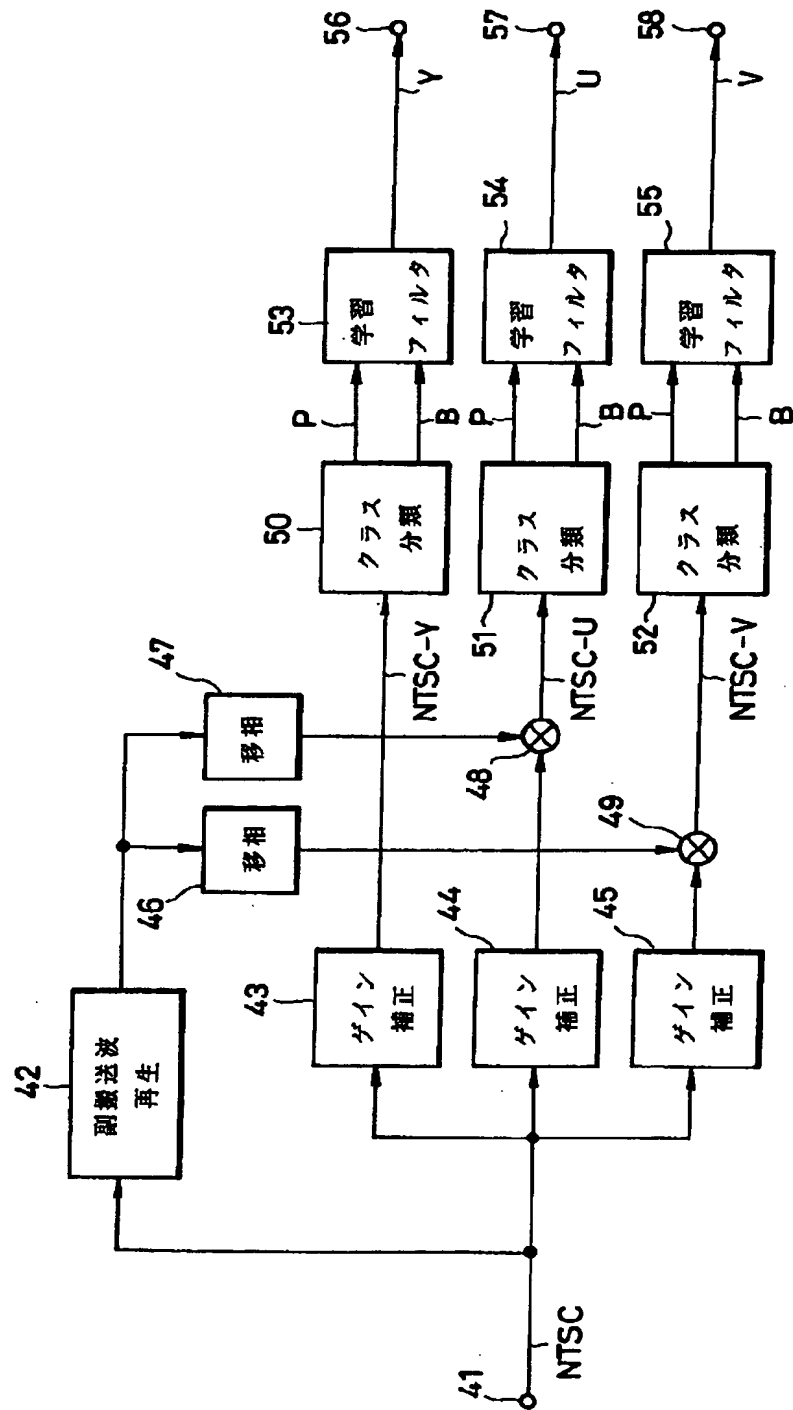 42
副搬送波
再生
46
移相
47
移相
41
NTSC
43
ゲイン
補正
NTSC-Y
50
クラス
分類
P
B
53
学習
フィルタ
Y
56
44
ゲイン
補正
48
NTSC-U
51
クラス
分類
P
B
54
学習
フィルタ
U
57
45
ゲイン
補正
49
NTSC-V
52
クラス
分類
P
B
55
学習
フィルタ
V
58